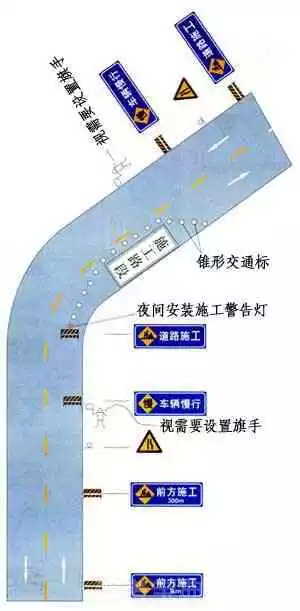 道路施工
车辆慢行
视需要设置旗手
施工路段
锥形交通标
夜间安装施工警告灯
道路施工
慢
车辆慢行
视需要设置旗手
前方施工
300m
前方施工